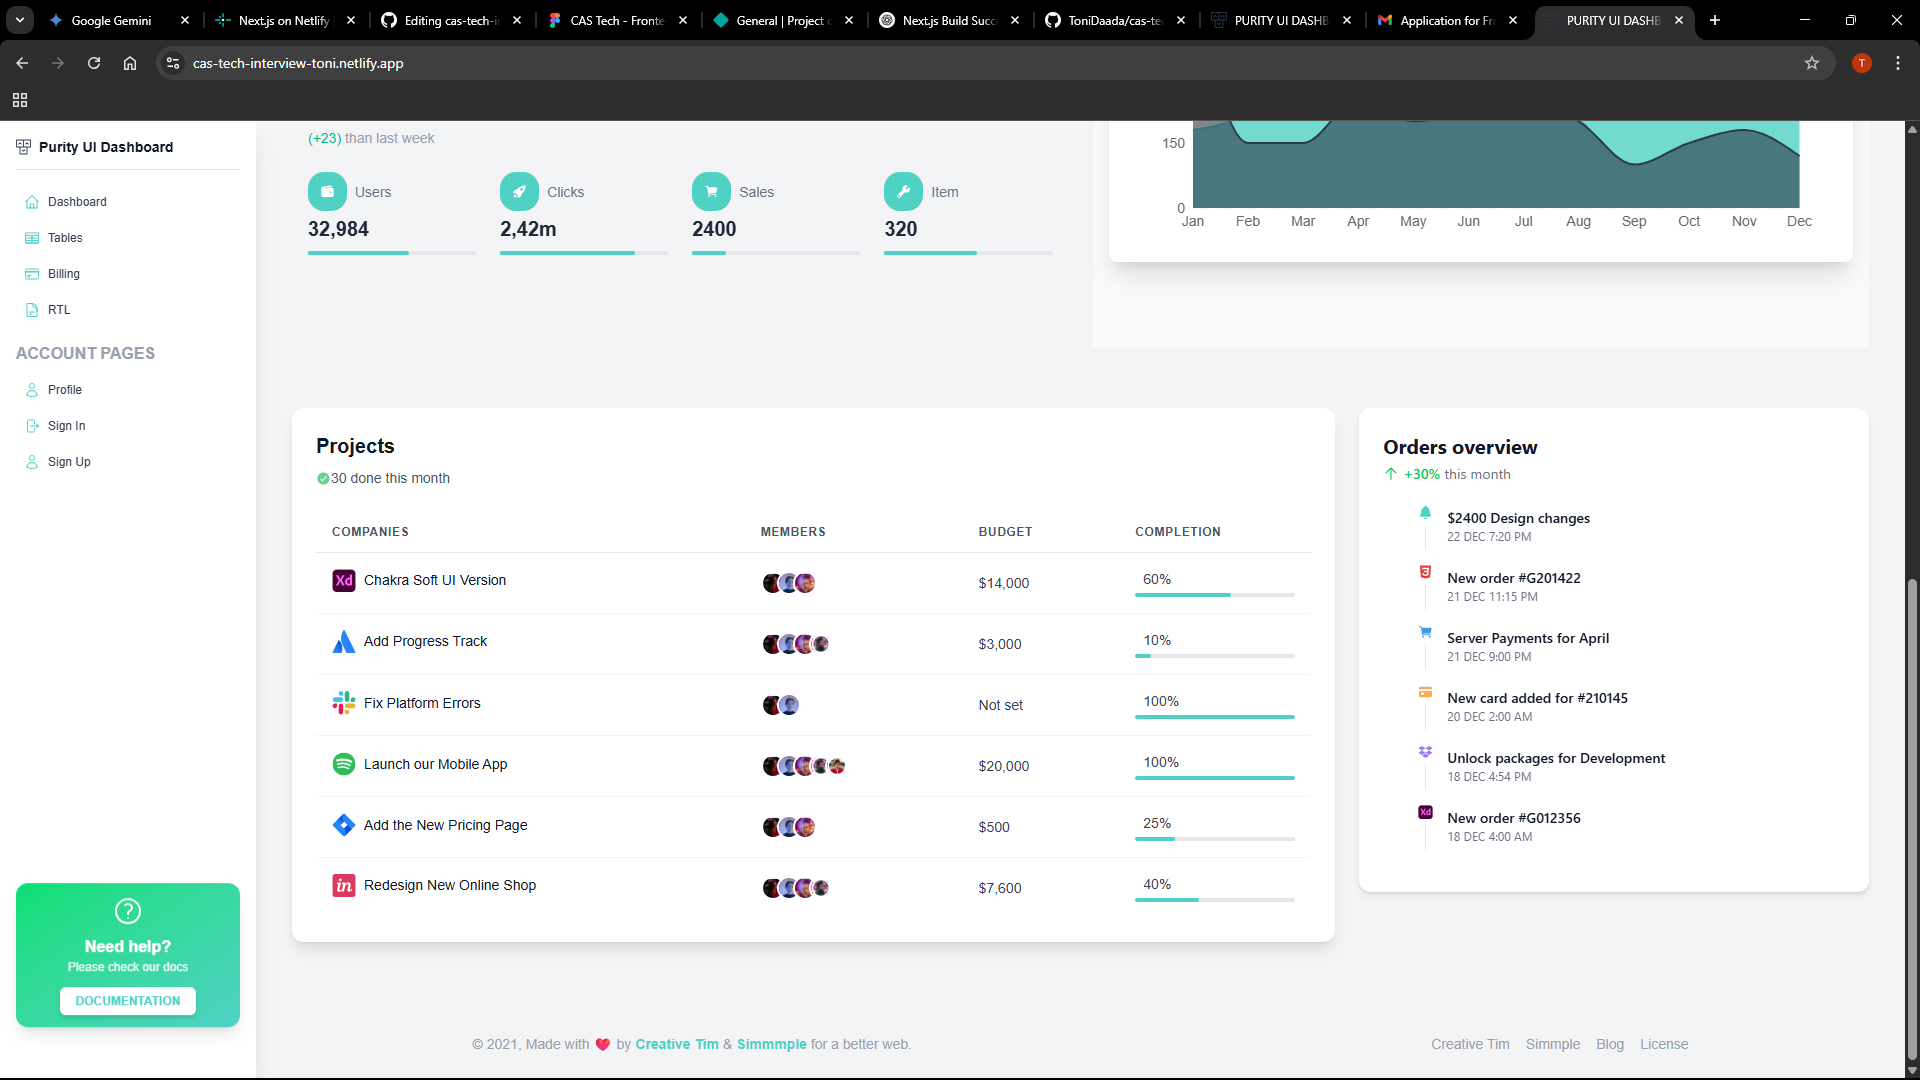 Google Gemini
Next.js on Netlify
Editing cas-tech-i
CAS Tech - Fronte
General | Project
Next.js Build Succ
ToniDaada/cas-te
PURITY UI DASHB
Application for Fr
PURITY UI DASHB
cas-tech-interview-toni.netlify.app
T
Purity UI Dashboard
Dashboard
Tables
Billing
RTL
ACCOUNT PAGES
Profile
Sign In
Sign Up
Need help?
Please check our docs
DOCUMENTATION
(+23) than last week
Users
32,984
Clicks
2,42m
Sales
2400
Item
320
150
0
Jan Feb Mar Apr May Jun Jul Aug Sep Oct Nov Dec
Projects
30 done this month
COMPANIES MEMBERS BUDGET COMPLETION
Xd Chakra Soft UI Version $14,000 60%
Add Progress Track $3,000 10%
Fix Platform Errors Not set 100%
Launch our Mobile App $20,000 100%
Add the New Pricing Page $500 25%
in Redesign New Online Shop $7,600 40%
Orders overview
+30% this month
$2400 Design changes
22 DEC 7:20 PM
New order #G201422
21 DEC 11:15 PM
Server Payments for April
21 DEC 9:00 PM
New card added for #210145
20 DEC 2:00 AM
Unlock packages for Development
18 DEC 4:54 PM
Xd New order #G012356
18 DEC 4:00 AM
© 2021, Made with ❤️ by Creative Tim & Simmmple for a better web.
Creative Tim Simmple Blog License